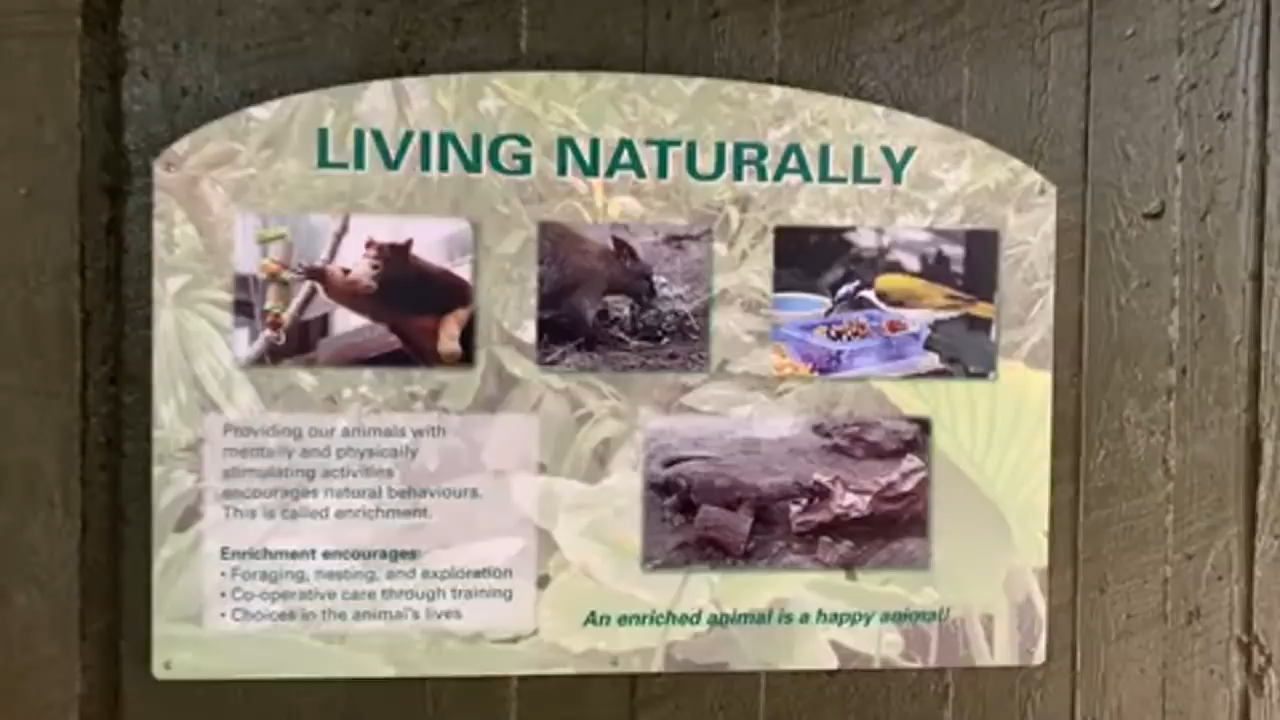 LIVING NATURALLY
Providing our animals with
mentally and physically
stimulating activities
encourages natural behaviours.
This is called enrichment.
Enrichment encourages:
• Foraging, nesting, and exploration
• Co-operative care through training
• Choices in the animal's lives
An enriched animal is a happy animal!